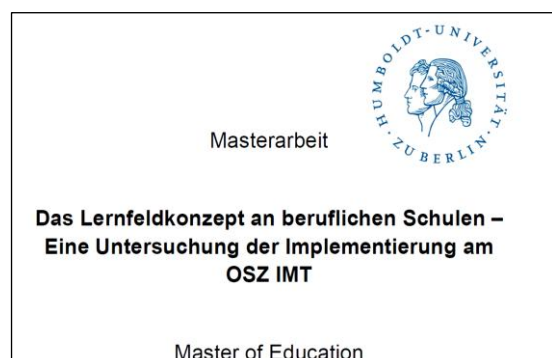 HUMBOLDT-UNIVERSITÄT
ZU BERLIN
Masterarbeit
Das Lernfeldkonzept an beruflichen Schulen –
Eine Untersuchung der Implementierung am
OSZ IMT
Master of Education